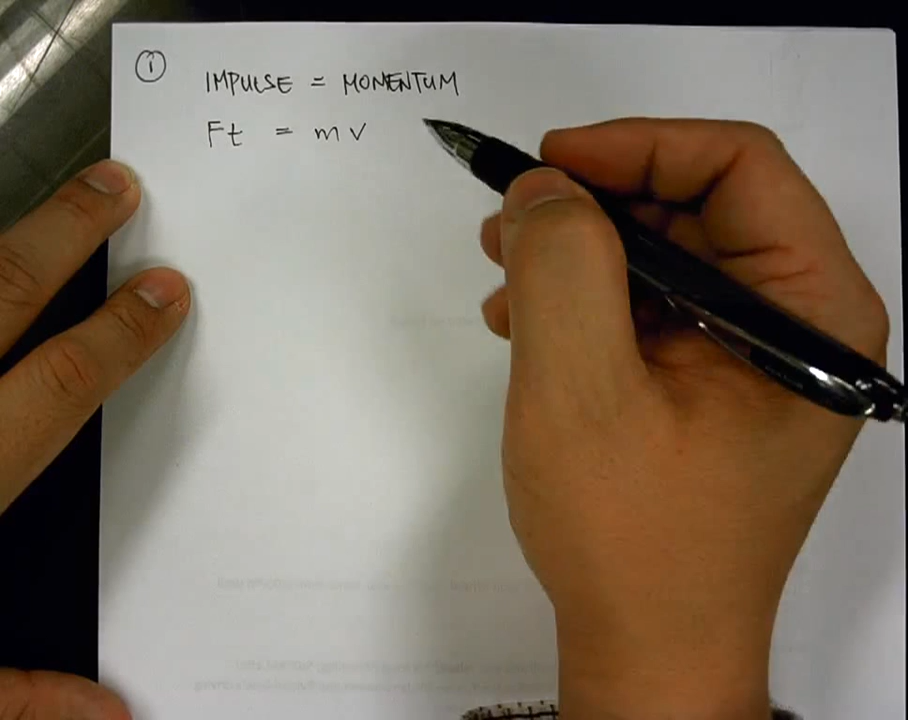 ① IMPULSE = MOMENTUM
Ft = mv